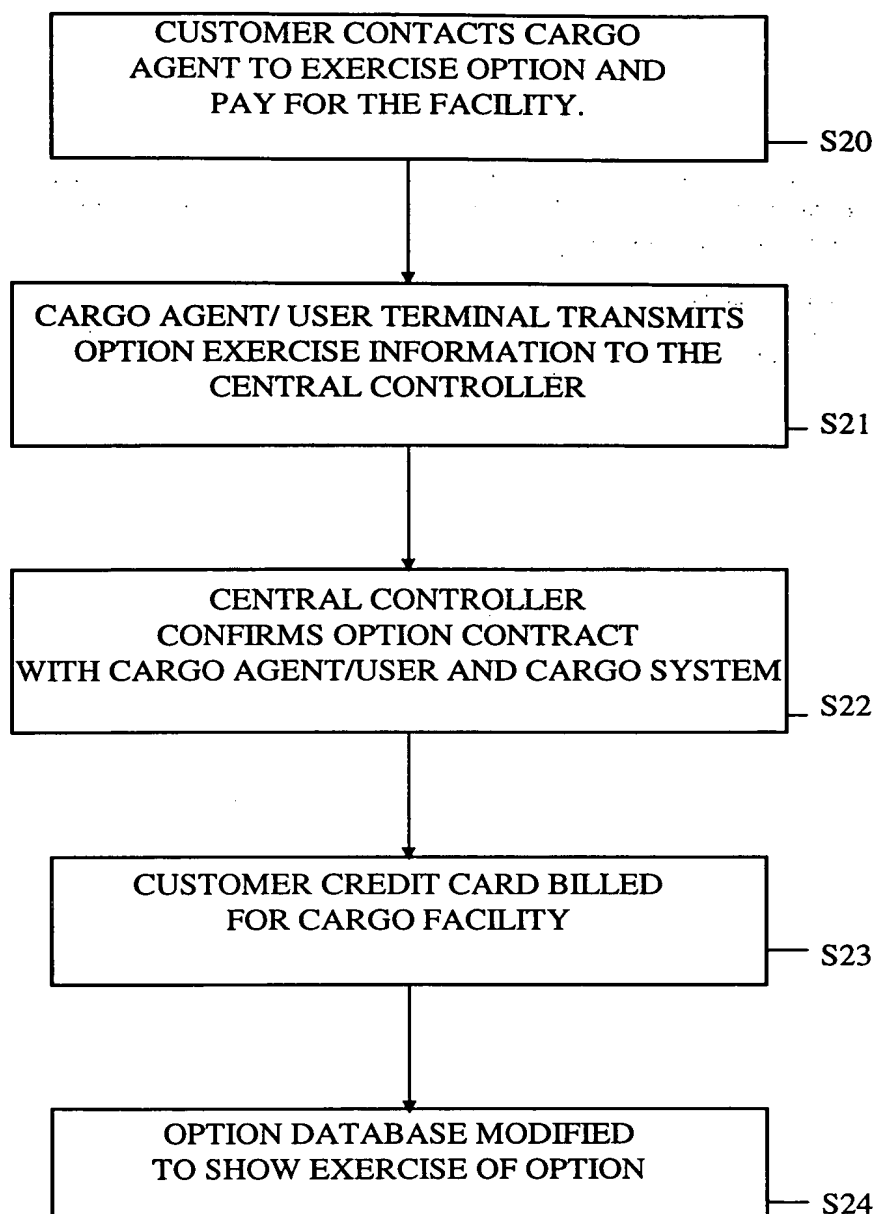 CUSTOMER CONTACTS CARGO
AGENT TO EXERCISE OPTION AND
PAY FOR THE FACILITY.
S20
CARGO AGENT/ USER TERMINAL TRANSMITS
OPTION EXERCISE INFORMATION TO THE
CENTRAL CONTROLLER
S21
CENTRAL CONTROLLER
CONFIRMS OPTION CONTRACT
WITH CARGO AGENT/USER AND CARGO SYSTEM
S22
CUSTOMER CREDIT CARD BILLED
FOR CARGO FACILITY
S23
OPTION DATABASE MODIFIED
TO SHOW EXERCISE OF OPTION
S24